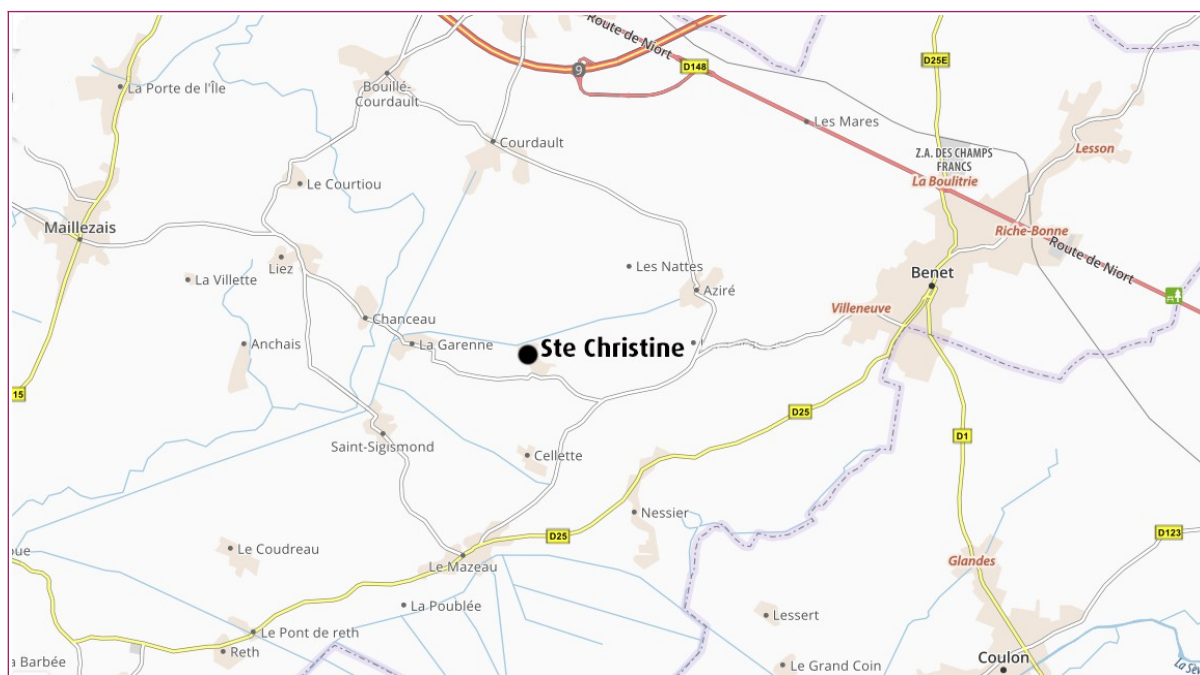 Route de Niort
D148
D25E
9
La Porte de l'Île
Bouillé-
Courdault
Les Mares
Courdault
Z.A. DES CHAMPS
FRANCS
Lesson
La Boulitrie
Le Courtiou
Maillezais
Riche-Bonne
Route de Niort
Liez
La Villette
Les Nattes
Aziré
Benet
Villeneuve
Chanceau
La Garenne
Anchais
Ste Christine
15
D25
D1
Saint-Sigismond
Cellette
Nessier
D25
D123
Le Coudreau
Le Mazeau
Glandes
La Poublée
Lessert
Le Pont de reth
Reth
Barbée
Le Grand Coin
Coulon
La